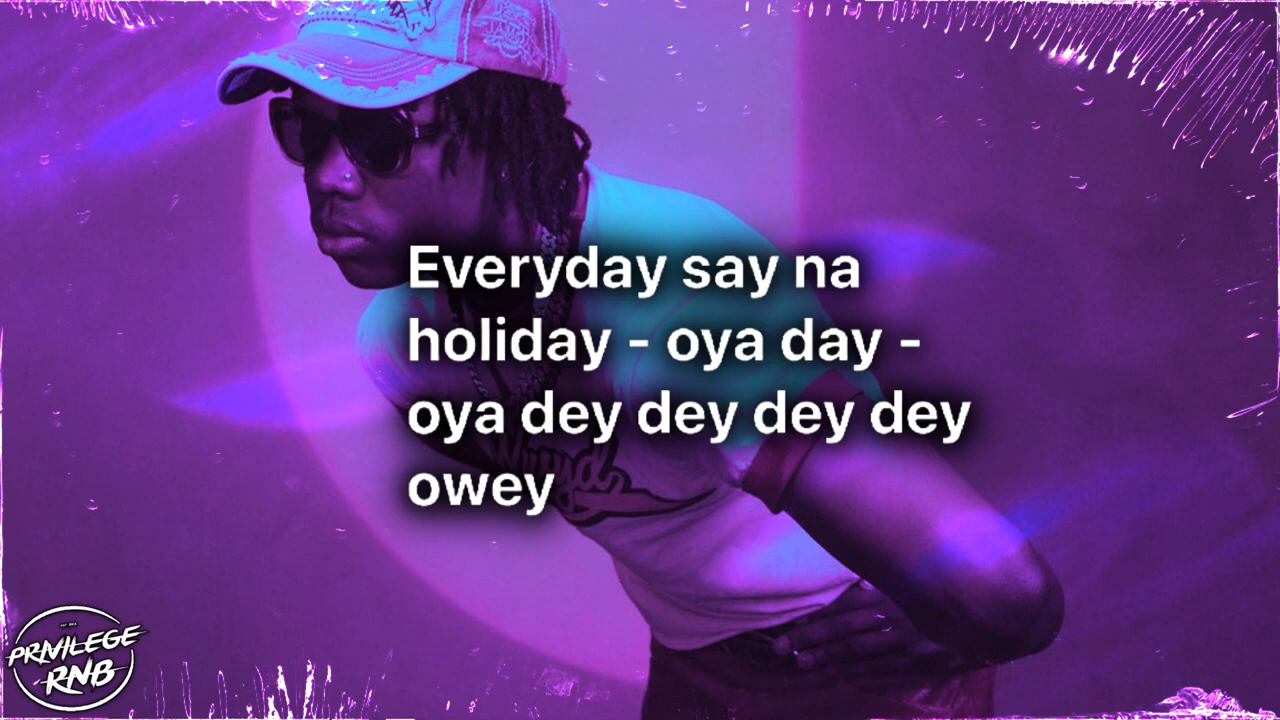 Everyday say na
holiday - oya day -
oya dey dey dey dey
owey
PRIVILEGE
RNB